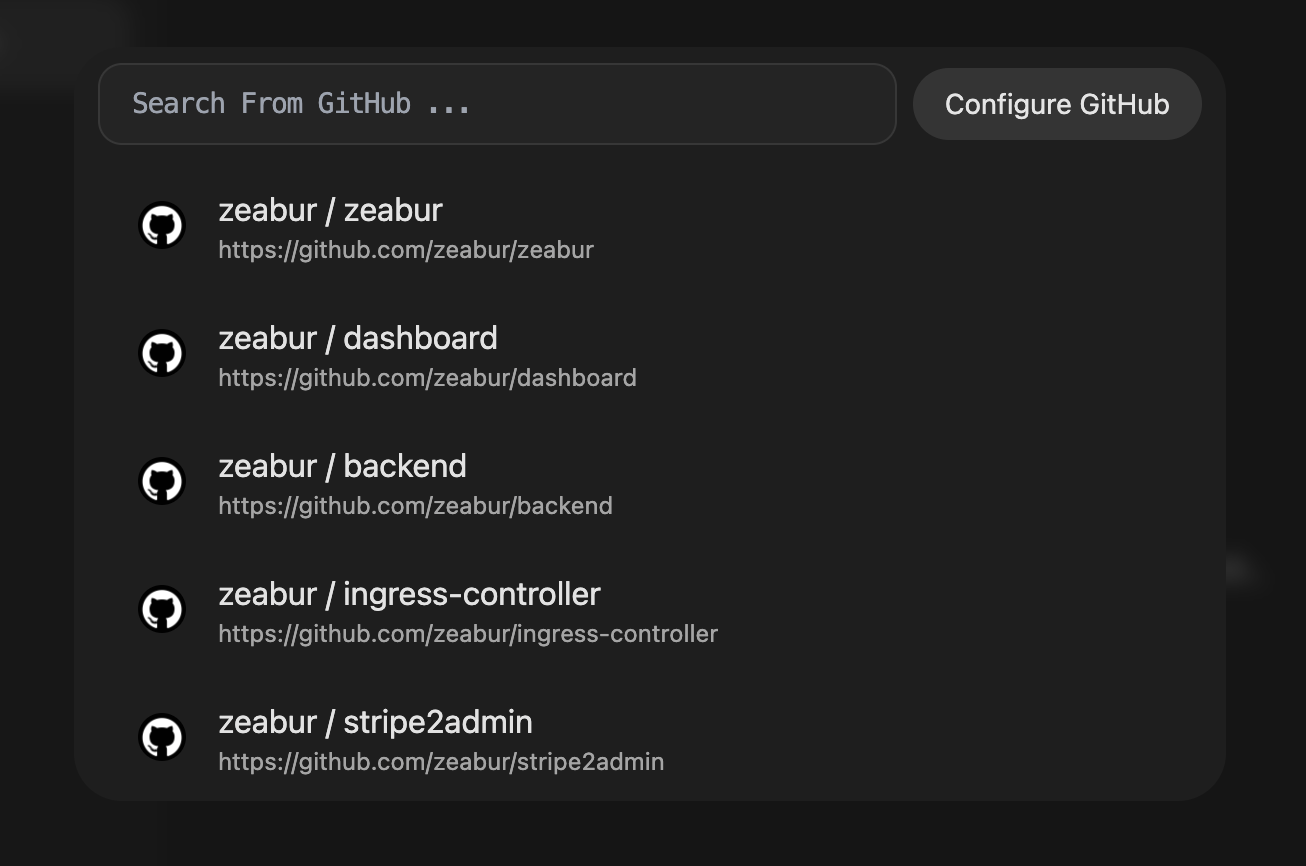 Search From GitHub ...
Configure GitHub
zeabur / zeabur
https://github.com/zeabur/zeabur
zeabur / dashboard
https://github.com/zeabur/dashboard
zeabur / backend
https://github.com/zeabur/backend
zeabur / ingress-controller
https://github.com/zeabur/ingress-controller
zeabur / stripe2admin
https://github.com/zeabur/stripe2admin